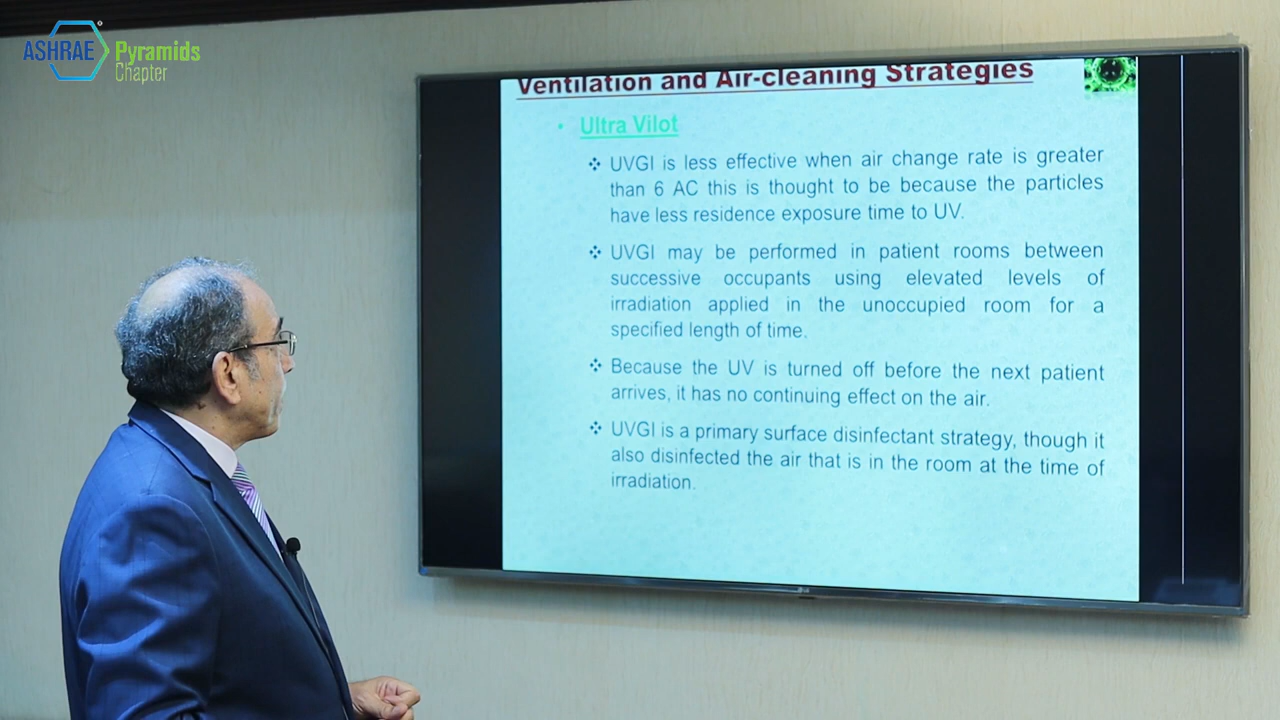 ASHRAE Pyramids
Chapter
Ventilation and Air-cleaning Strategies
• Ultra Vilot
❖ UVGI is less effective when air change rate is greater
than 6 AC this is thought to be because the particles
have less residence exposure time to UV.
❖ UVGI may be performed in patient rooms between
successive occupants using elevated levels of
irradiation applied in the unoccupied room for a
specified length of time.
❖ Because the UV is turned off before the next patient
arrives, it has no continuing effect on the air.
❖ UVGI is a primary surface disinfectant strategy, though it
also disinfected the air that is in the room at the time of
irradiation.
LG